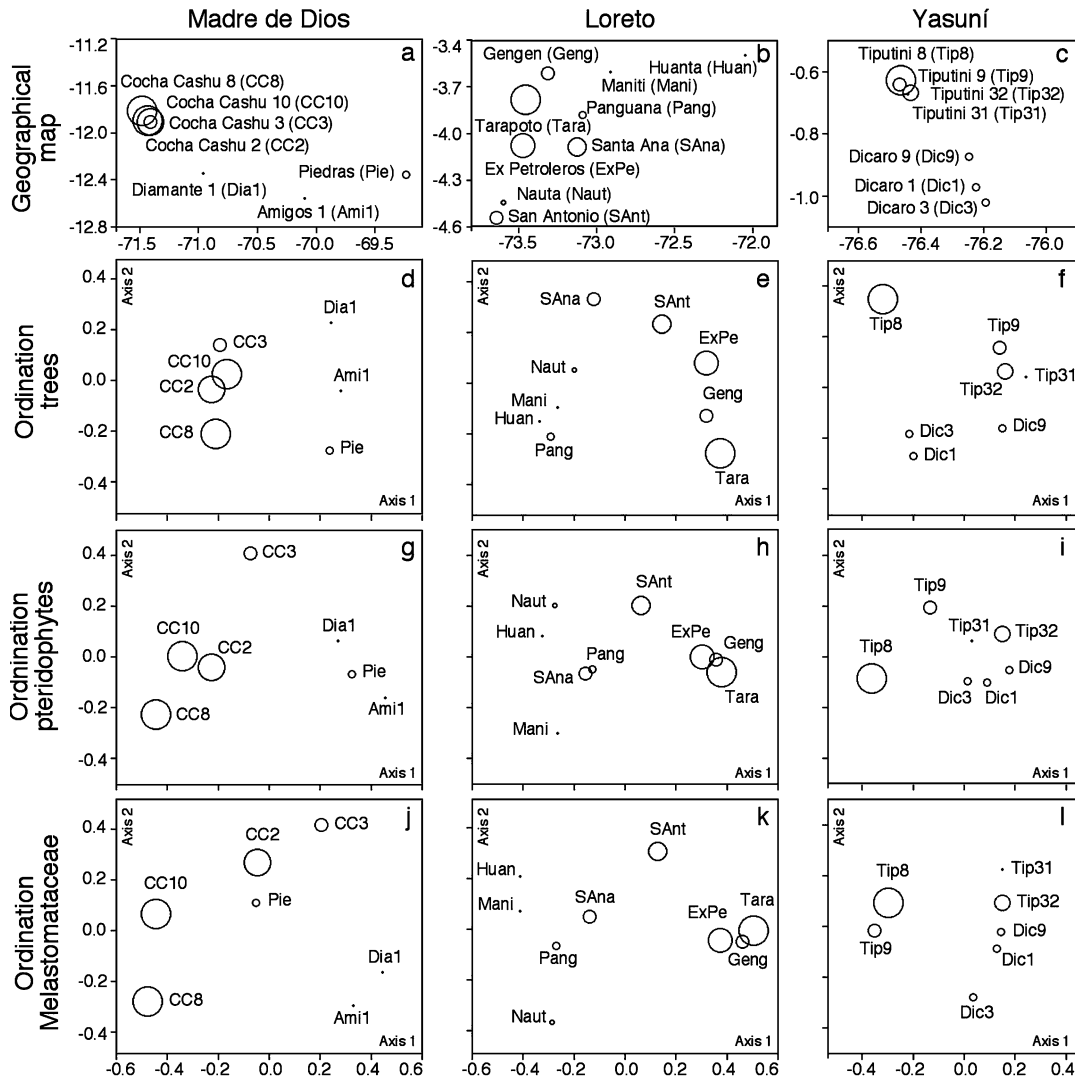 Madre de Dios
Loreto
Yasuní
Geographical
map
-11.2
-11.6
-12.0
-12.4
-12.8
a
Cocha Cashu 8 (CC8)
Cocha Cashu 10 (CC10)
Cocha Cashu 3 (CC3)
Cocha Cashu 2 (CC2)
Piedras (Pie)
Diamante 1 (Dia1)
Amigos 1 (Ami1)
-71.5 -71.0 -70.5 -70.0 -69.5
-3.4
-3.7
-4.0
-4.3
-4.6
b
Gengen (Geng)
Huanta (Huan)
Maniti (Mani)
Panguana (Pang)
Tarapoto (Tara)
Santa Ana (SAna)
Ex Petroleros (ExPe)
Nauta (Naut)
San Antonio (SAnt)
-73.5 -73.0 -72.5 -72.0
-0.6
-0.8
-1.0
c
Tiputini 8 (Tip8)
Tiputini 9 (Tip9)
Tiputini 32 (Tip32)
Tiputini 31 (Tip31)
Dicaro 9 (Dic9)
Dicaro 1 (Dic1)
Dicaro 3 (Dic3)
-76.6 -76.4 -76.2 -76.0
Ordination
trees
0.4
0.2
0.0
-0.2
-0.4
Axis 2
d
Dia1
CC3
CC10
Ami1
CC2
CC8
Pie
Axis 1
Axis 2
e
SAna
SAnt
ExPe
Naut
Geng
Mani
Huan
Pang
Tara
Axis 1
Axis 2
f
Tip8
Tip9
Tip32
Tip31
Dic3
Dic9
Dic1
Axis 1
Ordnination
pteridophytes
0.4
0.2
0.0
-0.2
-0.4
Axis 2
g
CC3
CC10
Dia1
CC2
Pie
CC8
Ami1
Axis 1
Axis 2
h
SAnt
Naut
Huan
ExPe
Geng
Pang
SAna
Tara
Mani
Axis 1
Axis 2
i
Tip9
Tip31
Tip32
Tip8
Dic9
Dic3
Dic1
Axis 1
Ordination
Melastomataceae
0.4
0.2
0.0
-0.2
-0.4
Axis 2
j
CC3
CC2
CC10
Pie
Dia1
CC8
Ami1
Axis 1
-0.6 -0.4 -0.2 0.0 0.2 0.4 0.6
Axis 2
k
SAnt
Huan
Mani
SAna
Tara
ExPe
Pang
Geng
Naut
Axis 1
-0.6 -0.4 -0.2 0.0 0.2 0.4 0.6
Axis 2
l
Tip31
Tip8
Tip32
Dic9
Tip9
Dic1
Dic3
Axis 1
-0.4 -0.2 0.0 0.2 0.4